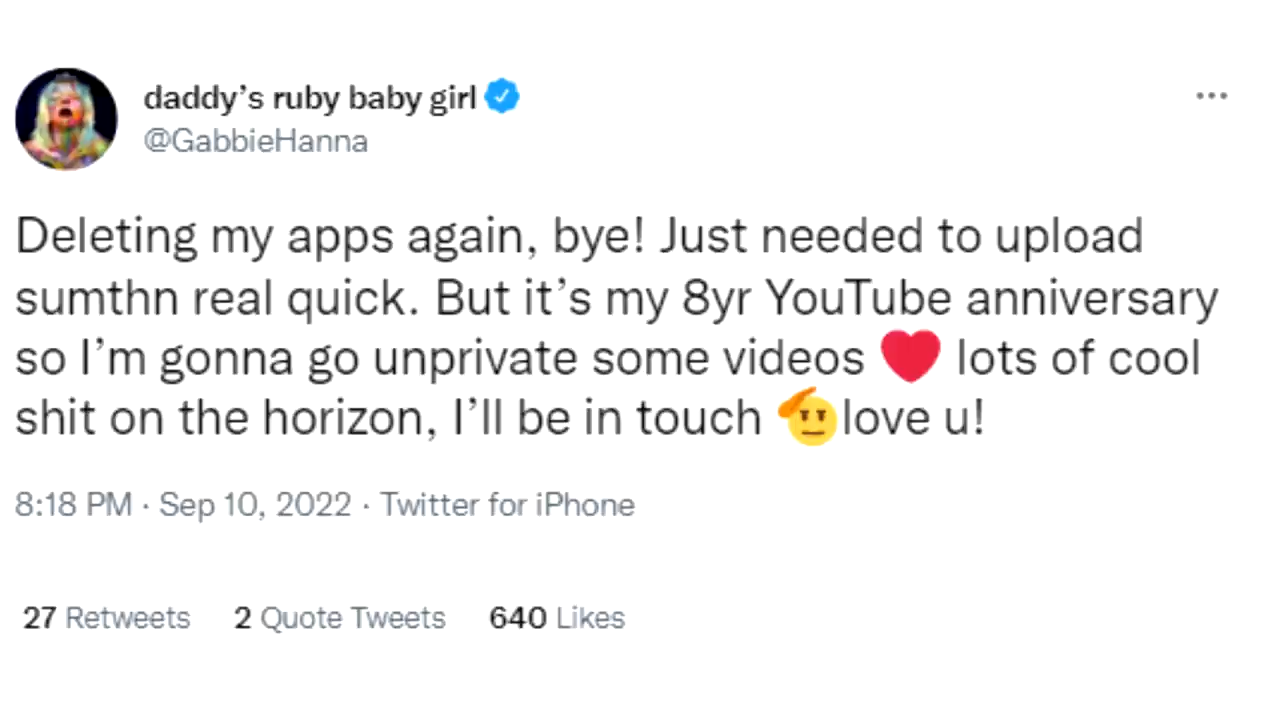 daddy’s ruby baby girl
@GabbieHanna
Deleting my apps again, bye! Just needed to upload
sumthn real quick. But it’s my 8yr YouTube anniversary
so I’m gonna go unprivate some videos ❤️ lots of cool
shit on the horizon, I’ll be in touch 🫡love u!
8:18 PM · Sep 10, 2022 · Twitter for iPhone
27 Retweets 2 Quote Tweets 640 Likes